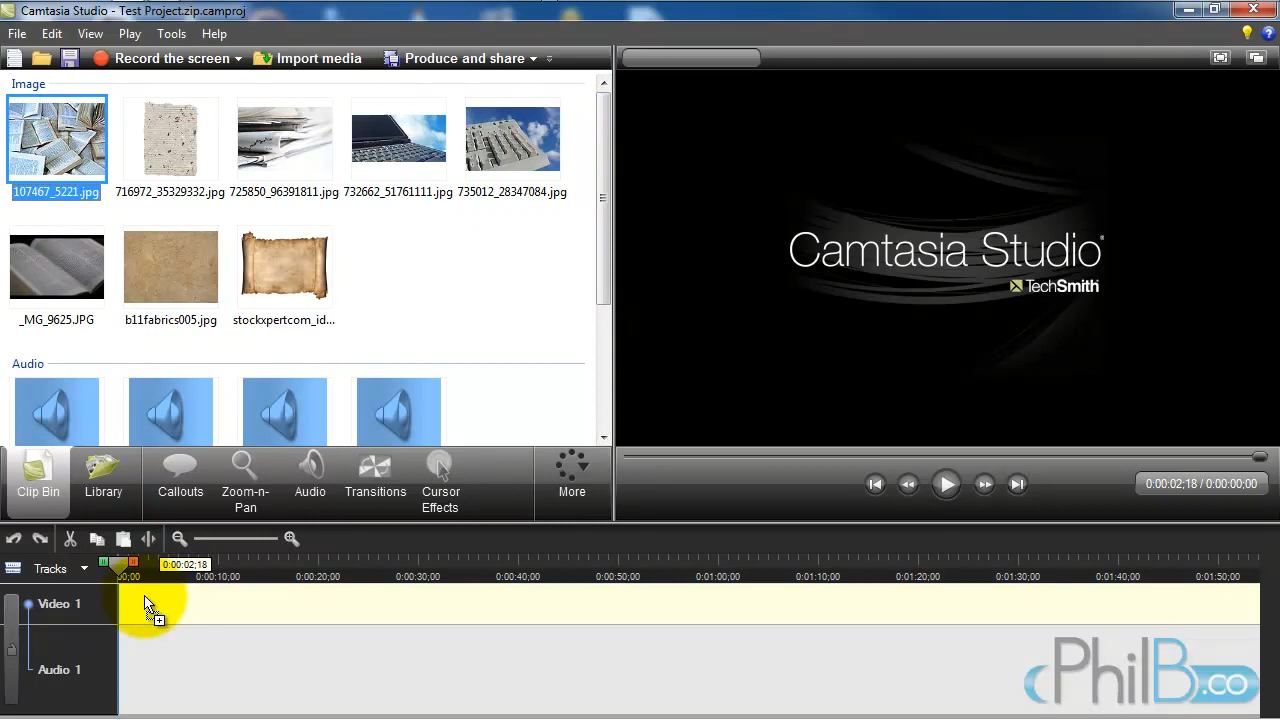 Camtasia Studio - Test Project.zip.camproj
File Edit View Play Tools Help
Record the screen Import media Produce and share
Image
107467_5221.jpg 716972_35329332.jpg 725850_96391811.jpg 732662_51761111.jpg 735012_28347084.jpg
_MG_9625.JPG b11fabrics005.jpg stockxpertcom_id...
Audio
Camtasia Studio®
TechSmith
Clip Bin Library Callouts Zoom-n-Pan Audio Transitions Cursor Effects More
0:00:02;18 / 0:00:00;00
0:00:02;18
Tracks 00;00 0:00:10;00 0:00:20;00 0:00:30;00 0:00:40;00 0:00:50;00 0:01:00;00 0:01:10;00 0:01:20;00 0:01:30;00 0:01:40;00 0:01:50;00
Video 1
Audio 1
PhilB.co